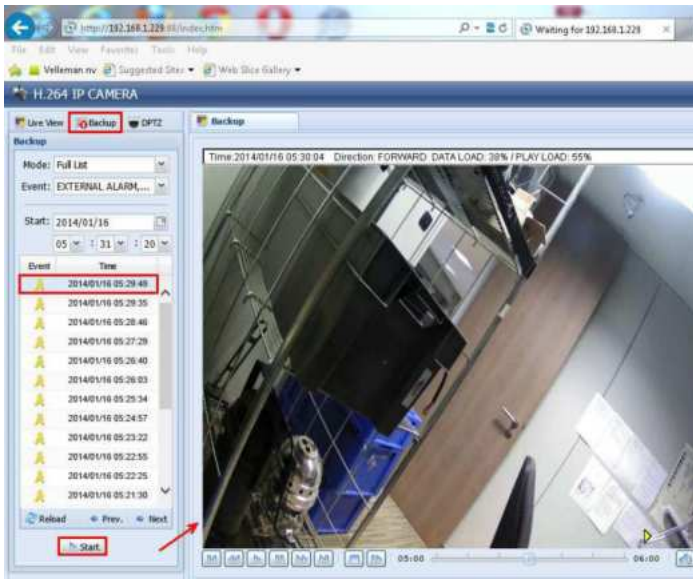 http://192.168.1.229:88/index.htm
Waiting for 192.168.1.229
File Edit View Favorites Tools Help
Velleman nv Suggested Sites Web Slice Gallery
H.264 IP CAMERA
Live View Backup DPTZ
Backup
Backup
Time:2014/01/16 05:30:04 Direction: FORWARD DATA LOAD: 38% / PLAY LOAD: 55%
Mode: Full List
Event: EXTERNAL ALARM,...
Start: 2014/01/16
05 : 31 : 20
Event Time
2014/01/16 05:29:49
2014/01/16 05:29:35
2014/01/16 05:28:46
2014/01/16 05:27:29
2014/01/16 05:26:40
2014/01/16 05:26:03
2014/01/16 05:25:34
2014/01/16 05:24:57
2014/01/16 05:23:22
2014/01/16 05:22:55
2014/01/16 05:22:25
2014/01/16 05:21:30
Reload Prev. Next
Start
05:00 06:00